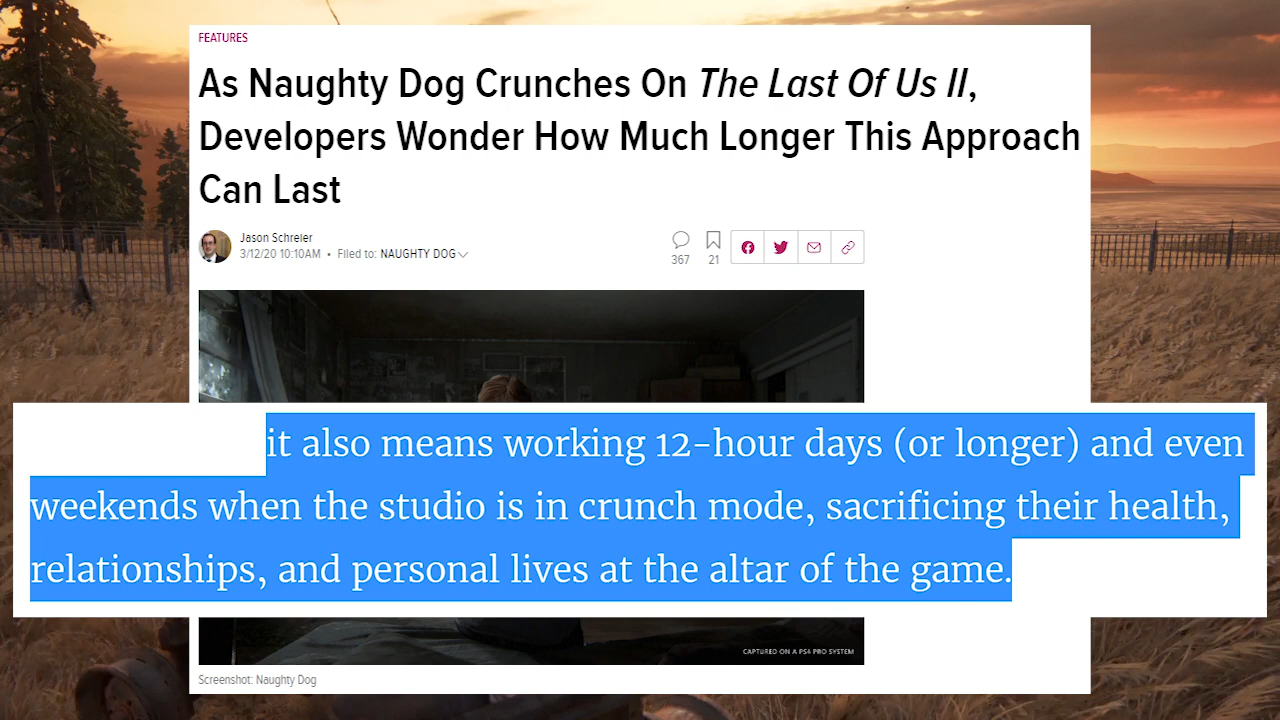 FEATURES
As Naughty Dog Crunches On The Last Of Us II,
Developers Wonder How Much Longer This Approach
Can Last
Jason Schreier
3/12/20 10:10AM • Filed to: NAUGHTY DOG
367
21
it also means working 12-hour days (or longer) and even
weekends when the studio is in crunch mode, sacrificing their health,
relationships, and personal lives at the altar of the game.
CAPTURED ON A PS4 PRO SYSTEM
Screenshot: Naughty Dog